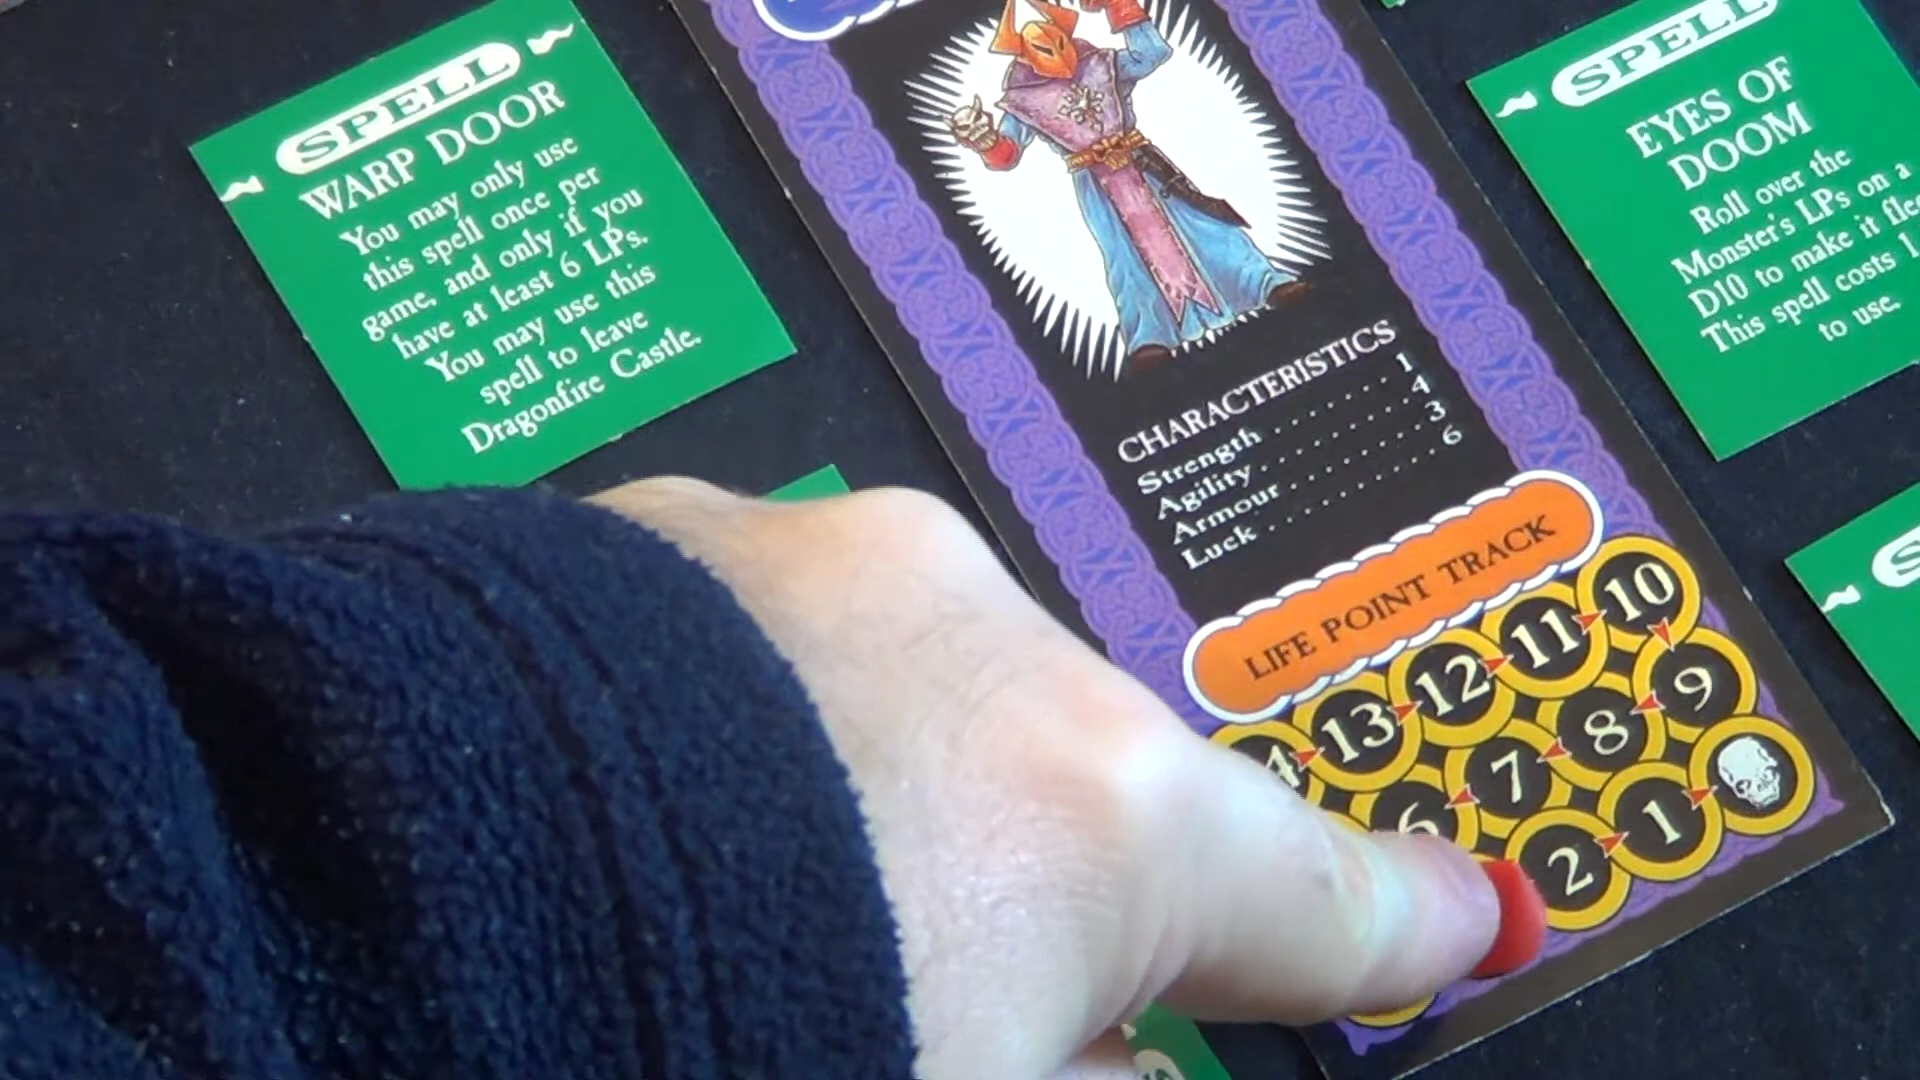 SPELL
WARP DOOR
You may only use
this spell once per
game, and only if you
have at least 6 LPs.
You may use this
spell to leave
Dragonfire Castle.
CHARACTERISTICS
Strength . . . . . . . . 1
Agility . . . . . . . . . . 4
Armour . . . . . . . . . 3
Luck . . . . . . . . . . . 6
LIFE POINT TRACK
13 12 11 10
6 7 8 9
2 1
SPELL
EYES OF
DOOM
Roll over the
Monster's LPs on a
D10 to make it
This spell costs 1
to use.